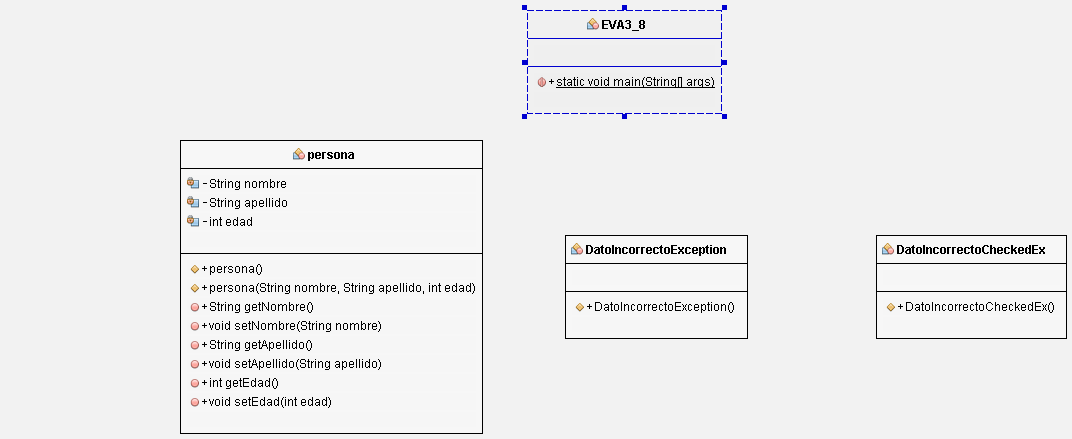 EVA3_8
+static void main(String[] args)
persona
-String nombre
-String apellido
-int edad
+persona()
+persona(String nombre, String apellido, int edad)
+String getNombre()
+void setNombre(String nombre)
+String getApellido()
+void setApellido(String apellido)
+int getEdad()
+void setEdad(int edad)
DatoIncorrectoException
+DatoIncorrectoException()
DatoIncorrectoCheckedEx
+DatoIncorrectoCheckedEx()